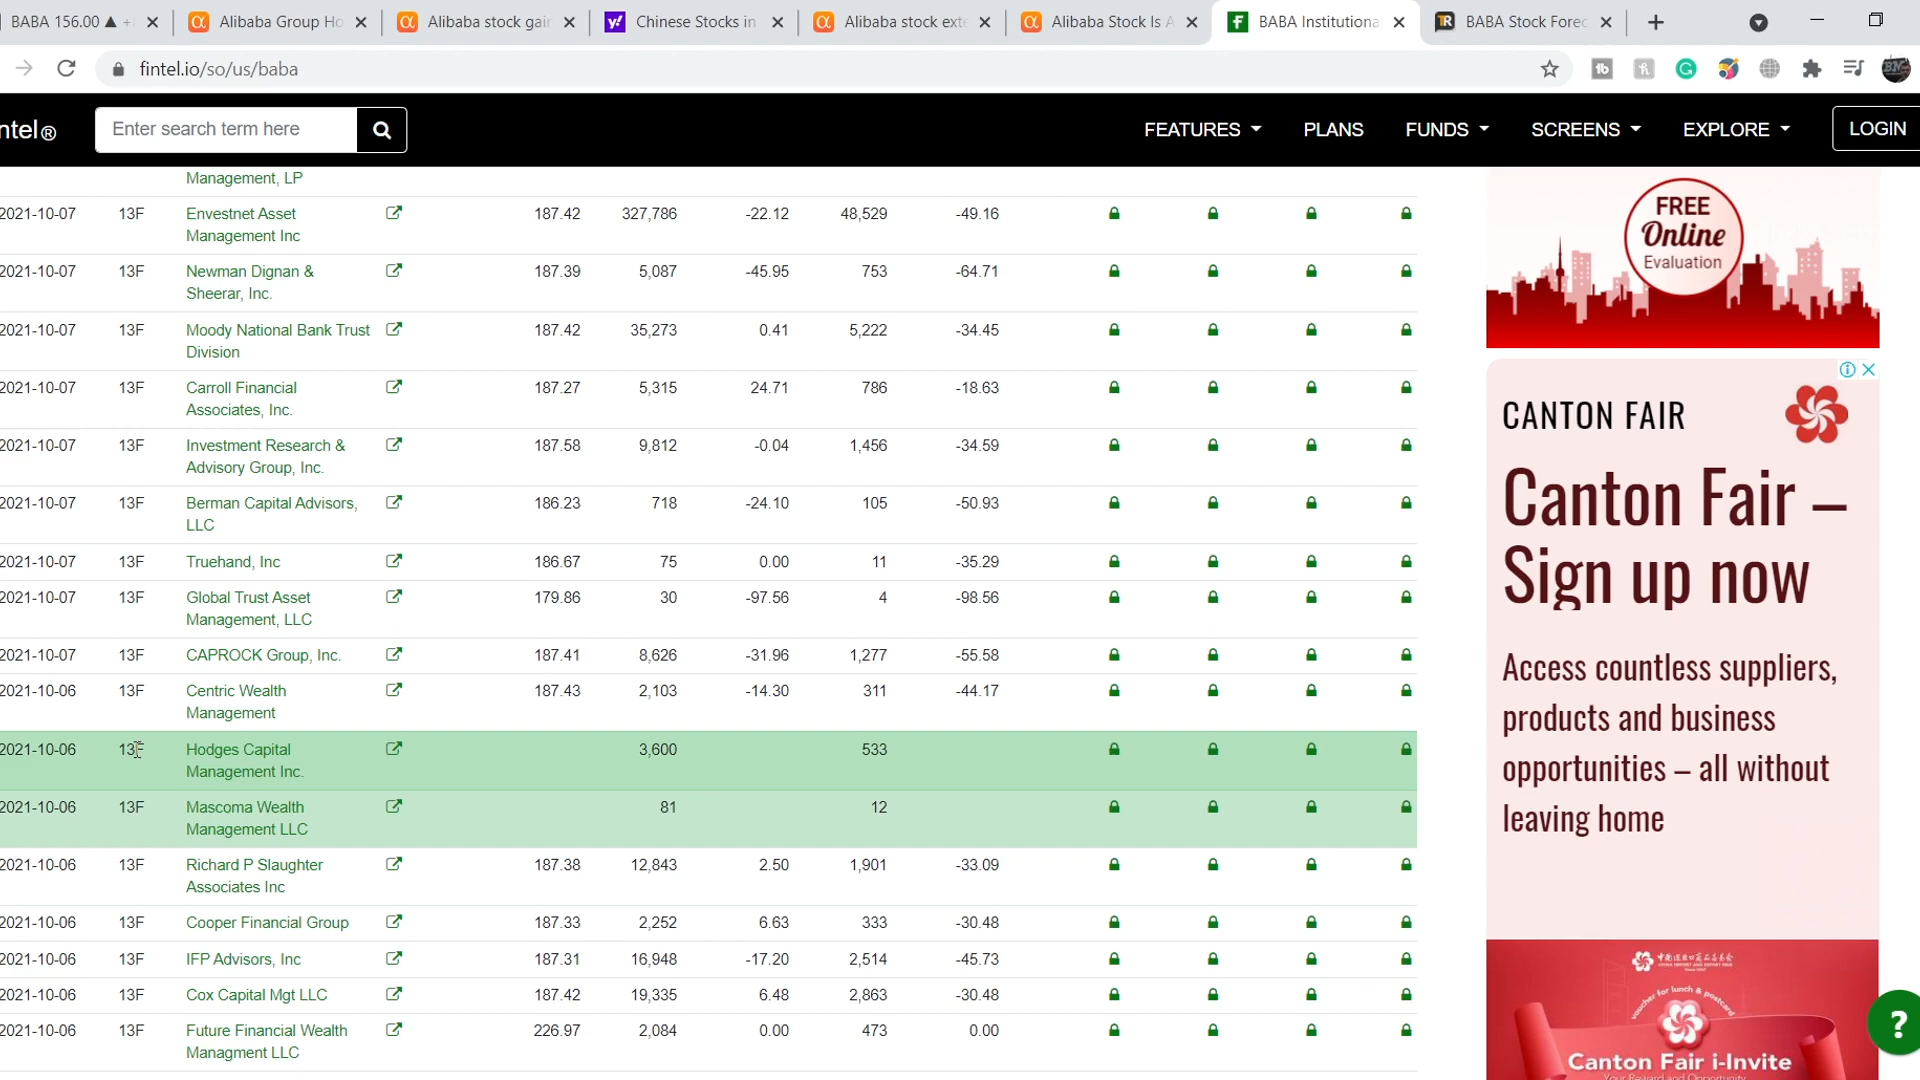 BABA 156.00 ▲ +
Alibaba Group Ho
Alibaba stock gain
Chinese Stocks in
Alibaba stock exte
Alibaba Stock Is A
BABA Institutiona
BABA Stock Forec
fintel.io/so/us/baba
ntel®
Enter search term here
FEATURES
PLANS
FUNDS
SCREENS
EXPLORE
LOGIN
Management, LP
2021-10-07 13F Envestnet Asset 187.42 327,786 -22.12 48,529 -49.16
Management Inc
2021-10-07 13F Newman Dignan & 187.39 5,087 -45.95 753 -64.71
Sheerar, Inc.
2021-10-07 13F Moody National Bank Trust 187.42 35,273 0.41 5,222 -34.45
Division
2021-10-07 13F Carroll Financial 187.27 5,315 24.71 786 -18.63
Associates, Inc.
2021-10-07 13F Investment Research & 187.58 9,812 -0.04 1,456 -34.59
Advisory Group, Inc.
2021-10-07 13F Berman Capital Advisors, 186.23 718 -24.10 105 -50.93
LLC
2021-10-07 13F Truehand, Inc 186.67 75 0.00 11 -35.29
2021-10-07 13F Global Trust Asset 179.86 30 -97.56 4 -98.56
Management, LLC
2021-10-07 13F CAPROCK Group, Inc. 187.41 8,626 -31.96 1,277 -55.58
2021-10-06 13F Centric Wealth 187.43 2,103 -14.30 311 -44.17
Management
2021-10-06 13F Hodges Capital 3,600 533
Management Inc.
2021-10-06 13F Mascoma Wealth 81 12
Management LLC
2021-10-06 13F Richard P Slaughter 187.38 12,843 2.50 1,901 -33.09
Associates Inc
2021-10-06 13F Cooper Financial Group 187.33 2,252 6.63 333 -30.48
2021-10-06 13F IFP Advisors, Inc 187.31 16,948 -17.20 2,514 -45.73
2021-10-06 13F Cox Capital Mgt LLC 187.42 19,335 6.48 2,863 -30.48
2021-10-06 13F Future Financial Wealth 226.97 2,084 0.00 473 0.00
Managment LLC
FREE
Online
Evaluation
CANTON FAIR
Canton Fair –
Sign up now
Access countless suppliers,
products and business
opportunities – all without
leaving home
voucher for lunch & postcard
Canton Fair i-Invite
Your Reward and Opportunity
?